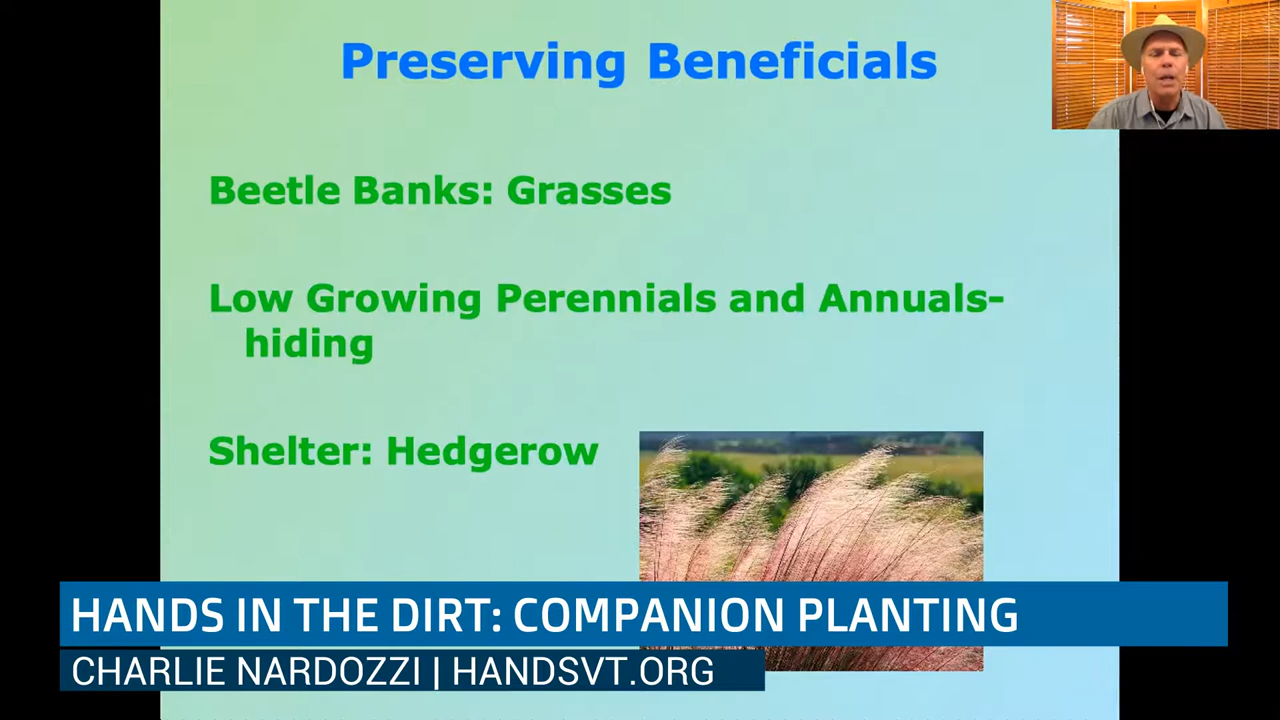 Preserving Beneficials
Beetle Banks: Grasses
Low Growing Perennials and Annuals-
hiding
Shelter: Hedgerow
HANDS IN THE DIRT: COMPANION PLANTING
CHARLIE NARDOZZI | HANDSVT.ORG